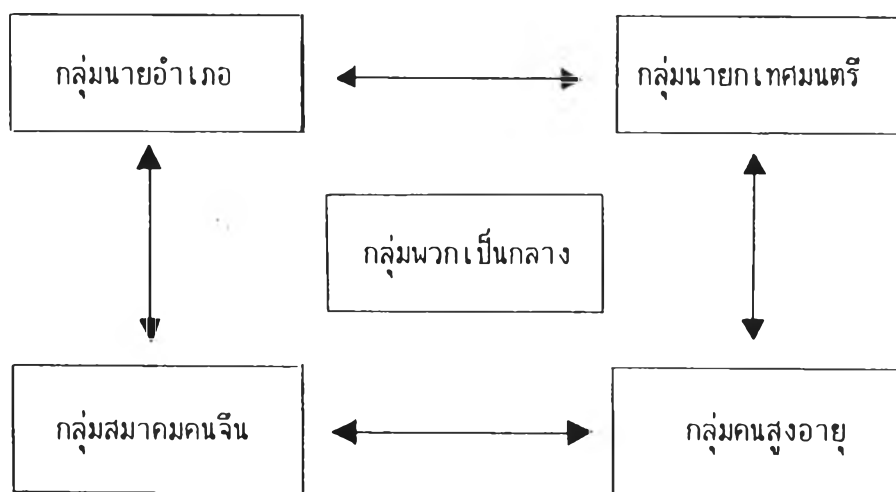 กลุ่มนายอำเภอ
กลุ่มนายกเทศมนตรี
กลุ่มพวกเป็นกลาง
กลุ่มสมาคมคนจีน
กลุ่มคนสูงอายุ